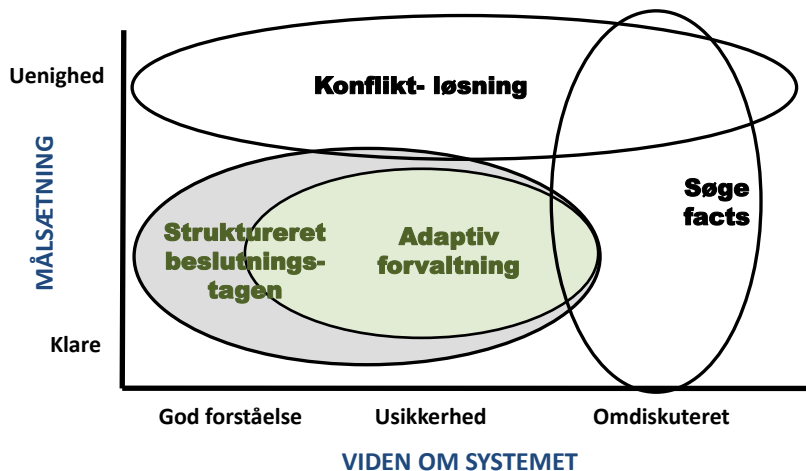 Uenighed
Konflikt- løsning
MÅLSÆTNING
Søge
facts
Struktureret
beslutnings-
tagen
Adaptiv
forvaltning
Klare
God forståelse
Usikkerhed
Omdiskuteret
VIDEN OM SYSTEMET